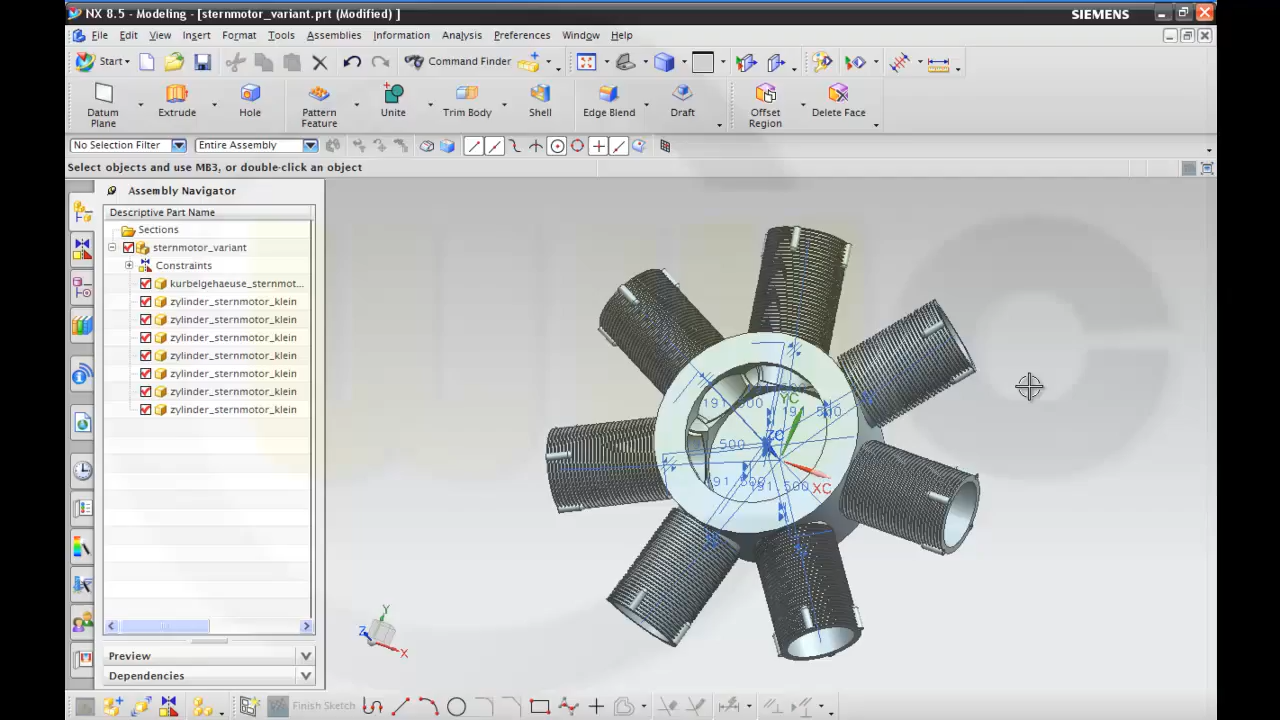 NX 8.5 - Modeling - [sternmotor_variant.prt (Modified) ]
SIEMENS
File Edit View Insert Format Tools Assemblies Information Analysis Preferences Window Help
Start Command Finder
Datum Plane Extrude Hole Pattern Feature Unite Trim Body Shell Edge Blend Draft Offset Region Delete Face
No Selection Filter Entire Assembly
Select objects and use MB3, or double-click an object
Assembly Navigator
Descriptive Part Name
Sections
sternmotor_variant
Constraints
kurbelgehaeuse_sternmot...
zylinder_sternmotor_klein
zylinder_sternmotor_klein
zylinder_sternmotor_klein
zylinder_sternmotor_klein
zylinder_sternmotor_klein
zylinder_sternmotor_klein
zylinder_sternmotor_klein
YC
ZC
XC
500
Y
Z
X
Preview
Dependencies
Finish Sketch